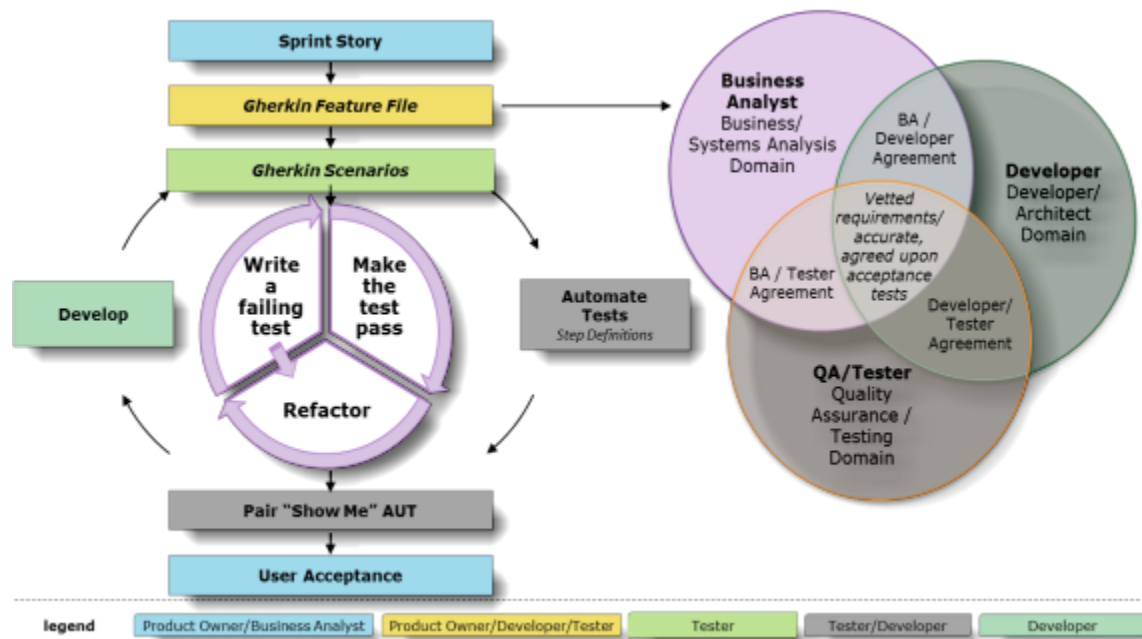 Sprint Story
Gherkin Feature File
Gherkin Scenarios
Write
a
failing
test
Make
the
test
pass
Refactor
Develop
Automate
Tests
Step Definitions
Pair “Show Me” AUT
User Acceptance
Business
Analyst
Business/
Systems Analysis
Domain
BA /
Developer
Agreement
Developer
Developer/
Architect
Domain
Vetted
requirements/
accurate,
agreed upon
acceptance
tests
BA / Tester
Agreement
Developer/
Tester
Agreement
QA/Tester
Quality
Assurance /
Testing
Domain
legend
Product Owner/Business Analyst
Product Owner/Developer/Tester
Tester
Tester/Developer
Developer